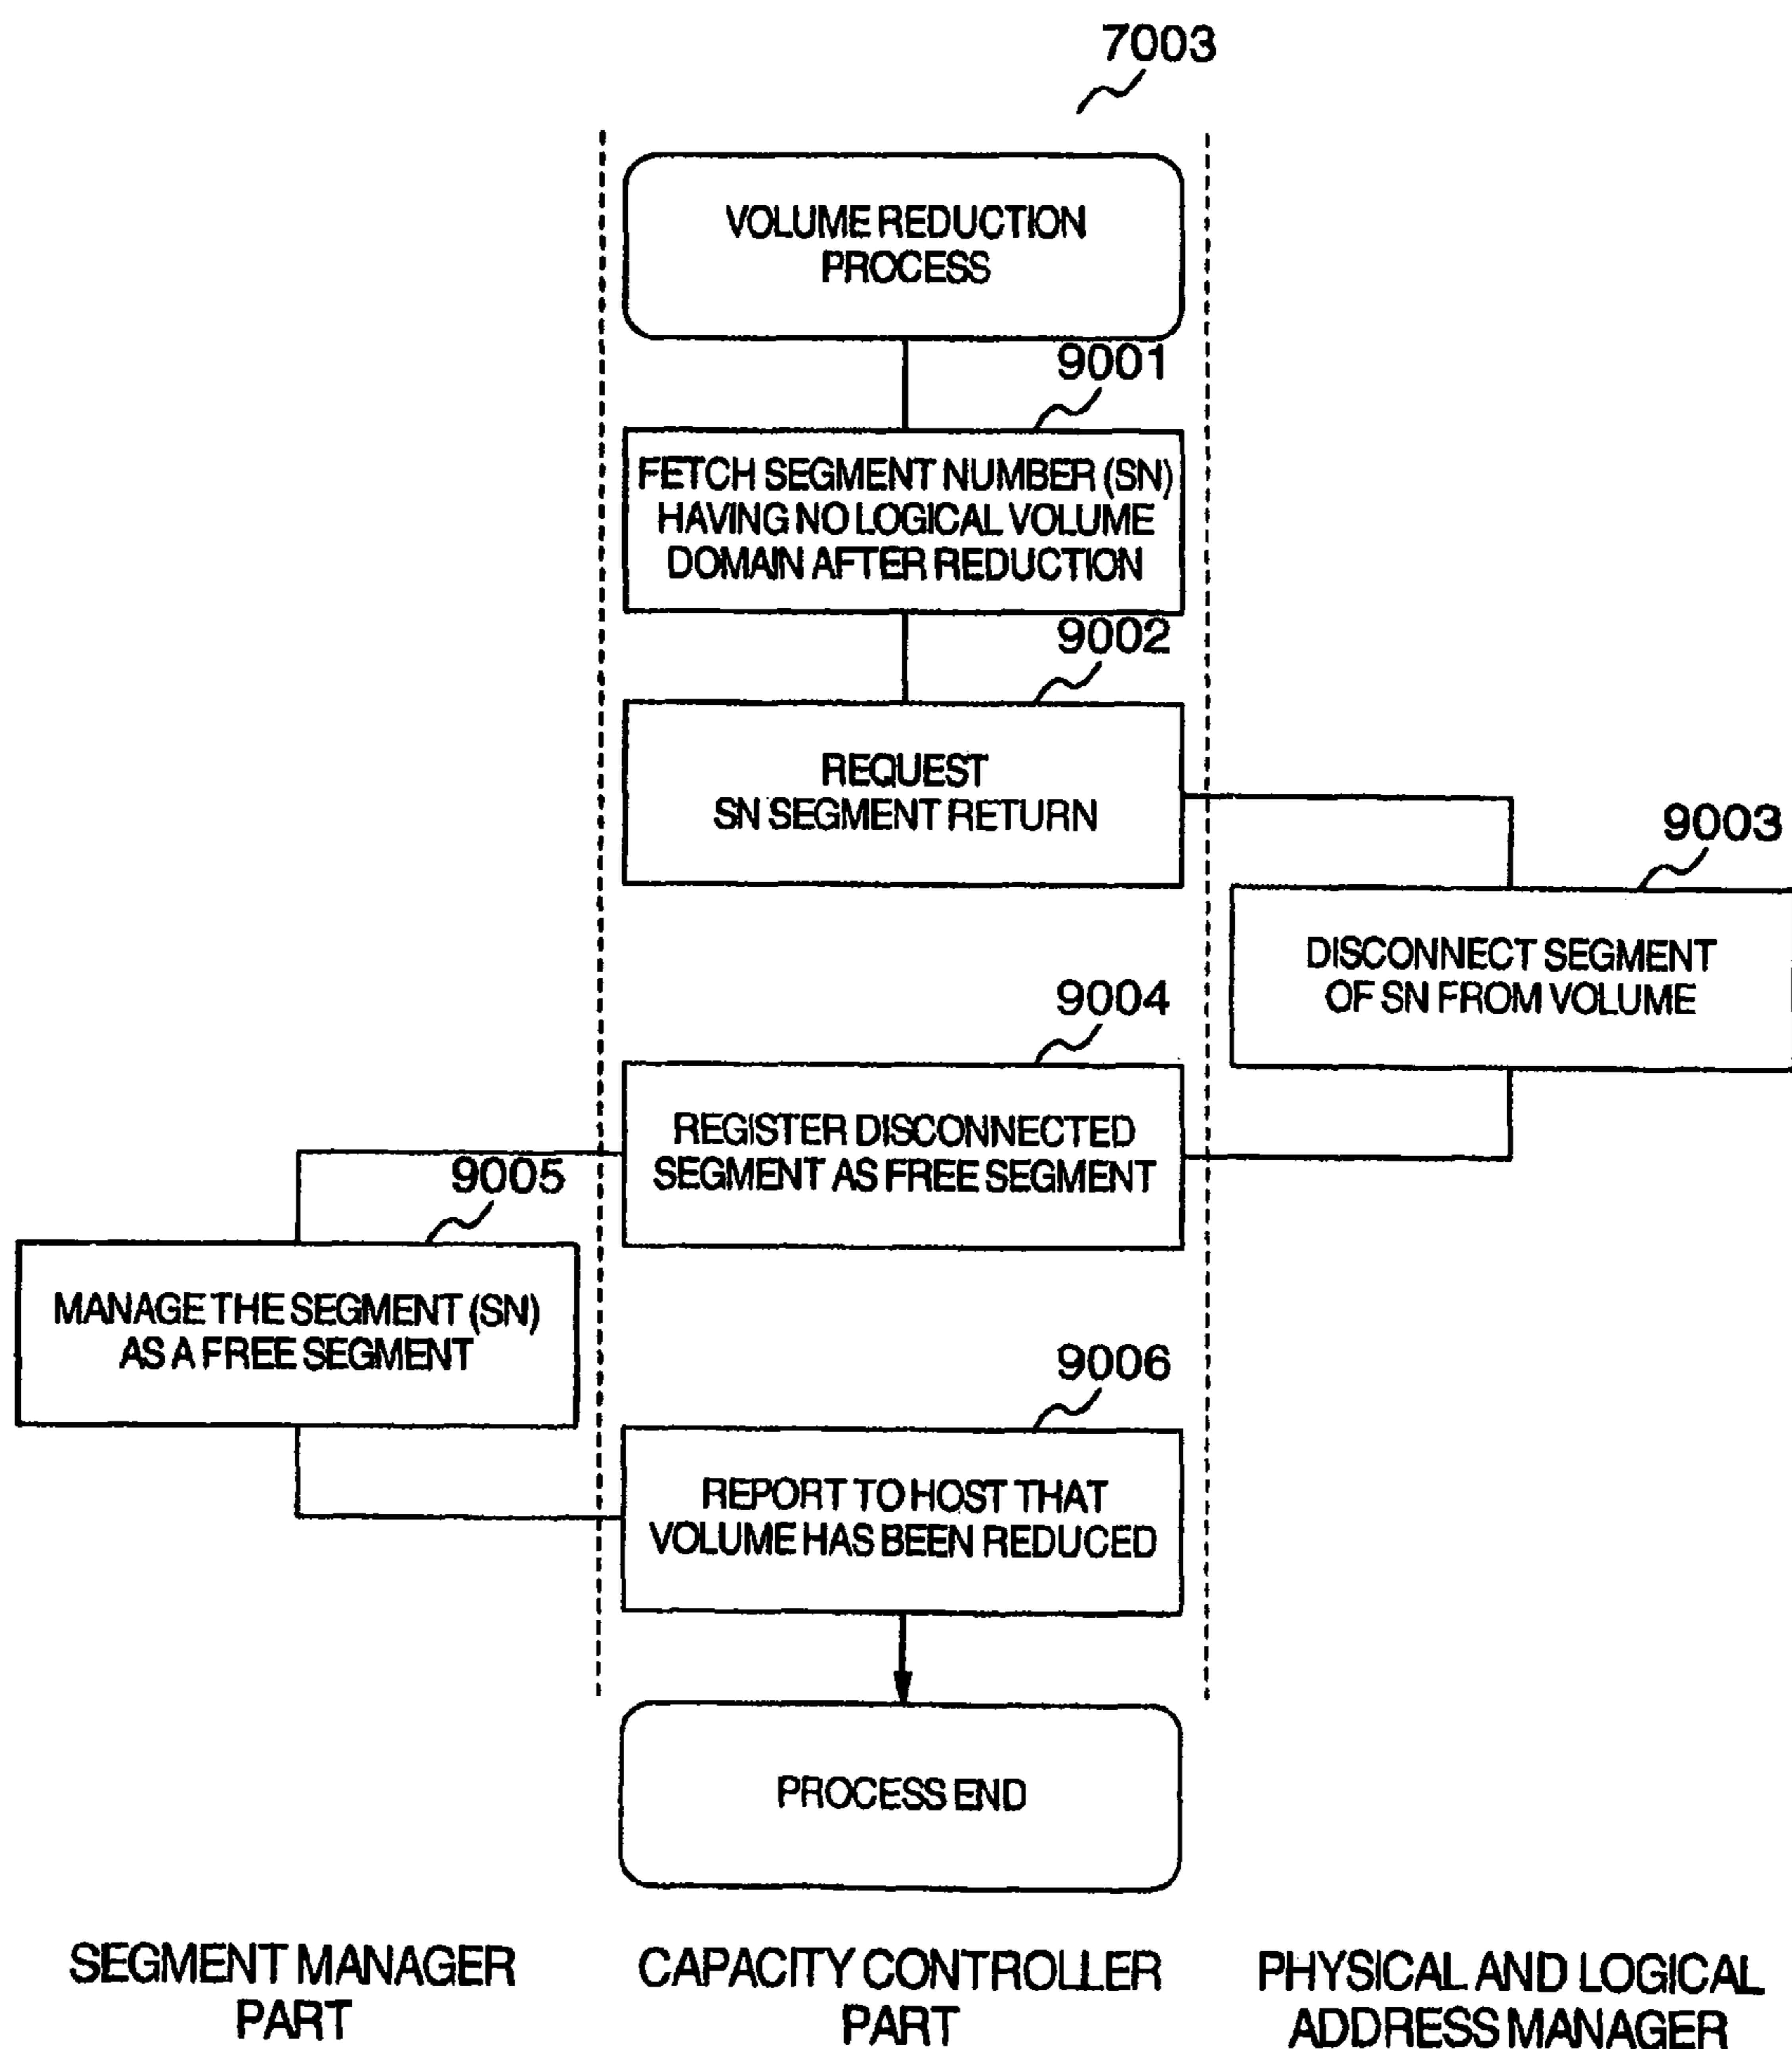 7003
VOLUME REDUCTION
PROCESS
9001
FETCH SEGMENT NUMBER (SN)
HAVING NO LOGICAL VOLUME
DOMAIN AFTER REDUCTION
9002
REQUEST
SN SEGMENT RETURN
9003
DISCONNECT SEGMENT
OF SN FROM VOLUME
9004
REGISTER DISCONNECTED
SEGMENT AS FREE SEGMENT
9005
MANAGE THE SEGMENT (SN)
AS A FREE SEGMENT
9006
REPORT TO HOST THAT
VOLUME HAS BEEN REDUCED
PROCESS END
SEGMENT MANAGER
PART
CAPACITY CONTROLLER
PART
PHYSICAL AND LOGICAL
ADDRESS MANAGER